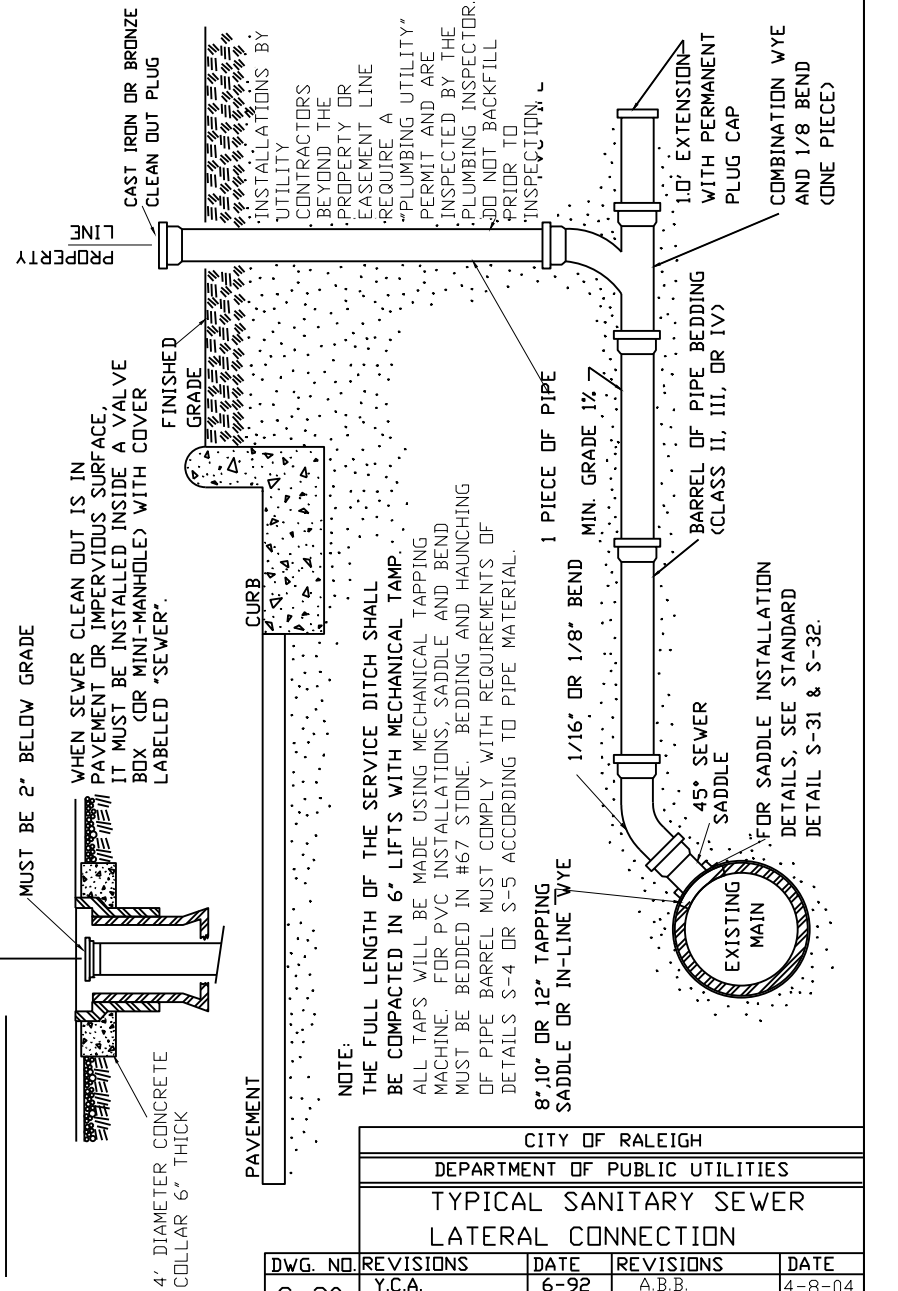 MUST BE 2" BELOW GRADE
WHEN SEWER CLEAN OUT IS IN
PAVEMENT OR IMPERVIOUS SURFACE,
IT MUST BE INSTALLED INSIDE A VALVE
BOX (OR MINI-MANHOLE) WITH COVER
LABELED "SEWER".
4' DIAMETER CONCRETE
COLLAR 6" THICK
CAST IRON OR BRONZE
CLEAN OUT PLUG
PROPERTY
LINE
FINISHED
GRADE
CURB
PAVEMENT
INSTALLATIONS BY
UTILITY
CONTRACTORS
BEYOND THE
PROPERTY OR
EASEMENT LINE
REQUIRE A
"PLUMBING UTILITY"
PERMIT AND ARE
INSPECTED BY THE
PLUMBING INSPECTOR.
DO NOT BACKFILL
PRIOR TO
INSPECTION.
NOTE:
THE FULL LENGTH OF THE SERVICE DITCH SHALL
BE COMPACTED IN 6" LIFTS WITH MECHANICAL TAMP.
ALL TAPS WILL BE MADE USING MECHANICAL TAPPING
MACHINE. FOR PVC INSTALLATIONS, SADDLE AND BEND
MUST BE BEDDED IN #67 STONE. BEDDING AND HAUNCHING
OF PIPE BARREL MUST COMPLY WITH REQUIREMENTS OF
DETAILS S-4 OR S-5 ACCORDING TO PIPE MATERIAL.
1 PIECE OF PIPE
MIN. GRADE 1%
1.0' EXTENSION
WITH PERMANENT
PLUG CAP
COMBINATION WYE
AND 1/8 BEND
(ONE PIECE)
BARREL OF PIPE BEDDING
(CLASS II, III, OR IV)
1/16" OR 1/8" BEND
45° SEWER
SADDLE
FOR SADDLE INSTALLATION
DETAILS, SEE STANDARD
DETAIL S-31 & S-32.
8",10" OR 12" TAPPING
SADDLE OR IN-LINE WYE
EXISTING
MAIN
CITY OF RALEIGH
DEPARTMENT OF PUBLIC UTILITIES
TYPICAL SANITARY SEWER
LATERAL CONNECTION
DWG. NO. REVISIONS DATE REVISIONS DATE
Y.C.A. 6-92 A.B.B. 4-8-04